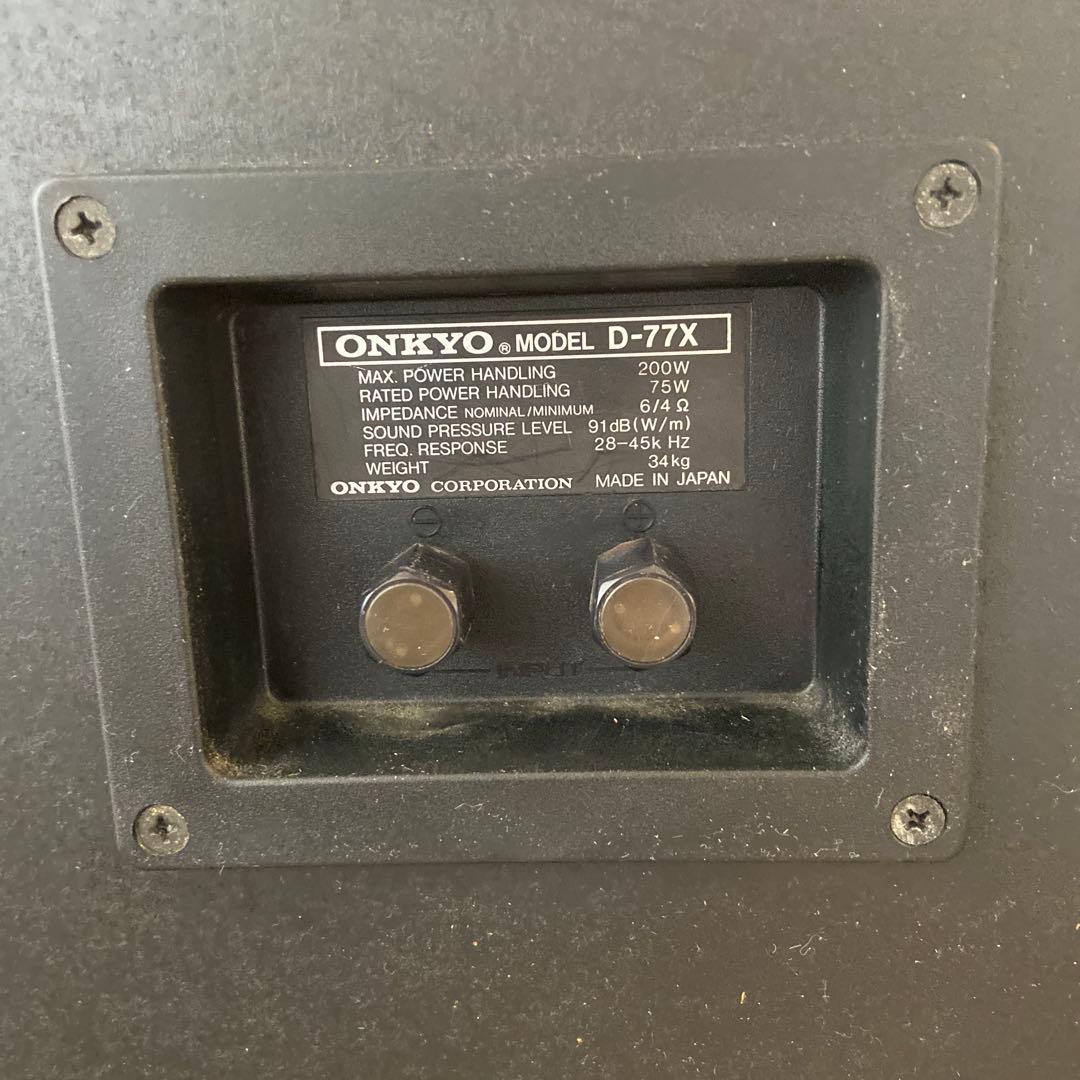 ONKYO® MODEL D-77X
MAX. POWER HANDLING 200W
RATED POWER HANDLING 75W
IMPEDANCE NOMINAL/MINIMUM 6/4 Ω
SOUND PRESSURE LEVEL 91dB(W/m)
FREQ. RESPONSE 28-45k Hz
WEIGHT 34kg
ONKYO CORPORATION MADE IN JAPAN
⊖ ⊕
INPUT